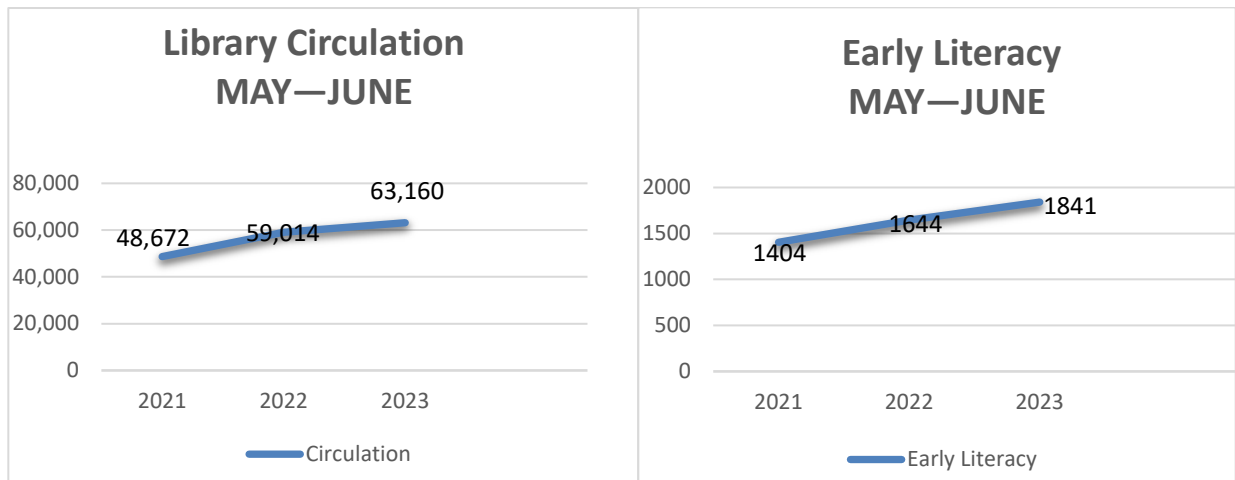 Library Circulation
MAY—JUNE
80,000
60,000
40,000
20,000
0
48,672
59,014
63,160
2021 2022 2023
Circulation
Early Literacy
MAY—JUNE
2000
1500
1000
500
0
1404
1644
1841
2021 2022 2023
Early Literacy